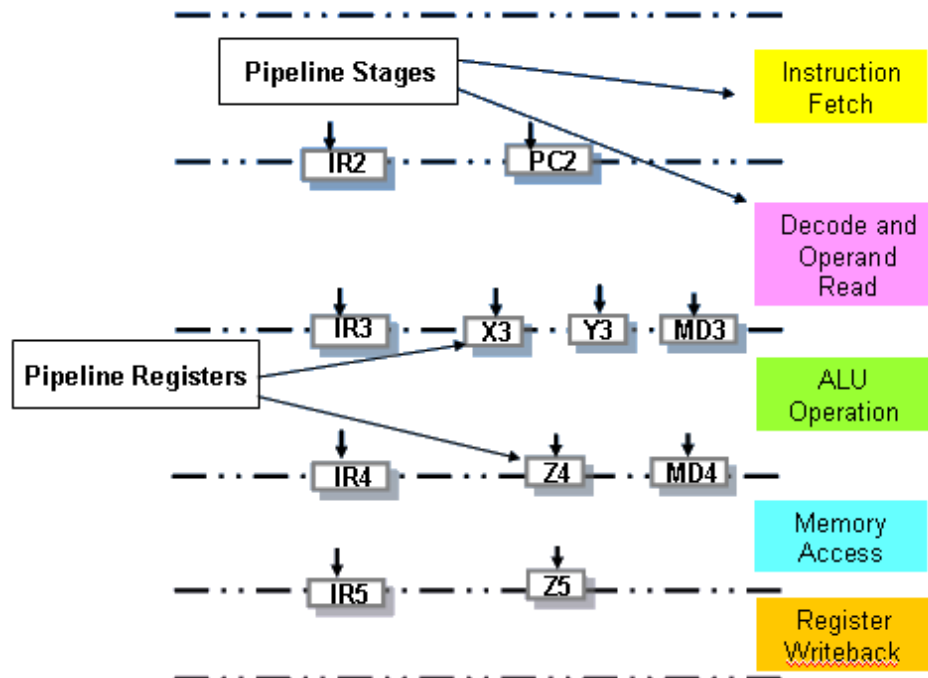 Pipeline Stages
Instruction
Fetch
IR2
PC2
Decode and
Operand
Read
IR3
X3
Y3
MD3
Pipeline Registers
ALU
Operation
IR4
Z4
MD4
Memory
Access
IR5
Z5
Register
Writeback